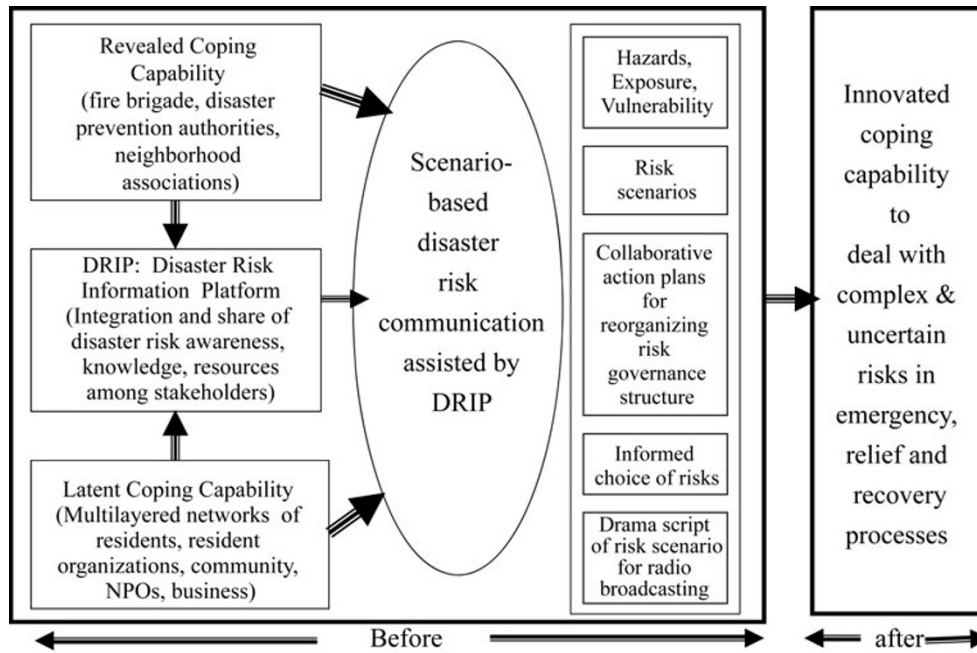 Revealed Coping
Capability
(fire brigade, disaster
prevention authorities,
neighborhood
associations)
DRIP: Disaster Risk
Information Platform
(Integration and share of
disaster risk awareness,
knowledge, resources
among stakeholders)
Latent Coping Capability
(Multilayered networks of
residents, resident
organizations, community,
NPOs, business)
Scenario-
based
disaster
risk
communication
assisted by
DRIP
Hazards,
Exposure,
Vulnerability
Risk
scenarios
Collaborative
action plans
for
reorganizing
risk
governance
structure
Informed
choice of risks
Drama script
of risk scenario
for radio
broadcasting
Innovated
coping
capability
to
deal with
complex &
uncertain
risks in
emergency,
relief and
recovery
processes
Before
after